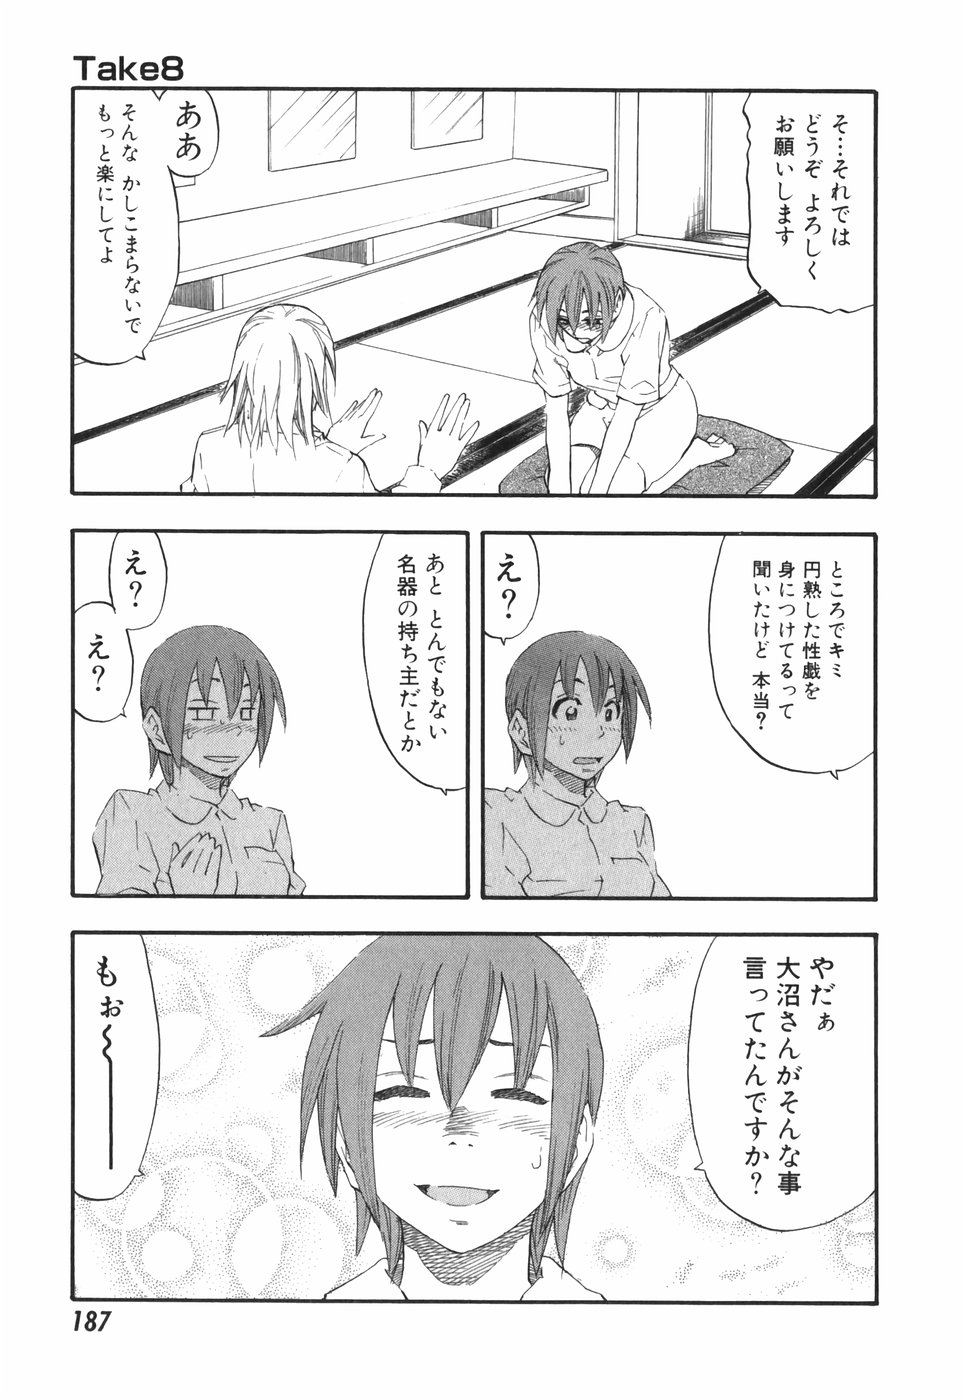 Take8
そ…それでは
どうぞ よろしく
お願いします
ああ
そんな かしこまらないで
もっと楽にしてよ
ところでキミ
円熟した性戯を
身につけてるって
聞いたけど 本当?
え?
あと とんでもない
名器の持ち主だとか
え?
え?
やだぁ
大沼さんがそんな事
言ってたんですか?
もぉ〜――
187